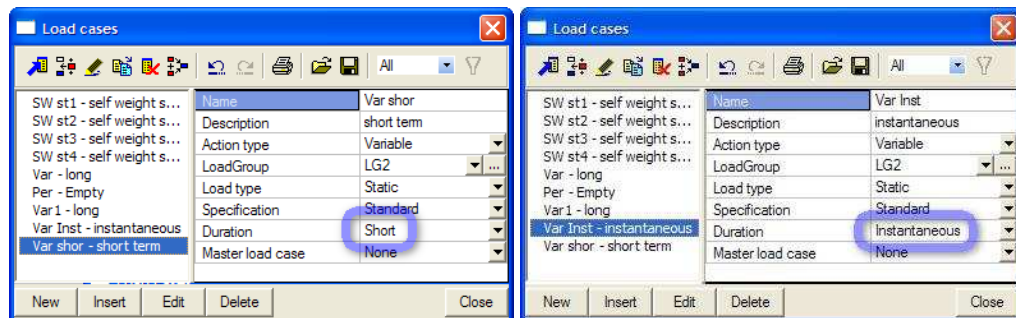 Load cases
All
SW st1 - self weight s...
SW st2 - self weight s...
SW st3 - self weight s...
SW st4 - self weight s...
Var - long
Per - Empty
Var1 - long
Var Inst - instantaneous
Var shor - short term
Name Var shor
Description short term
Action type Variable
LoadGroup LG2 ...
Load type Static
Specification Standard
Duration Short
Master load case None
New Insert Edit Delete Close
Load cases
All
SW st1 - self weight s...
SW st2 - self weight s...
SW st3 - self weight s...
SW st4 - self weight s...
Var - long
Per - Empty
Var1 - long
Var Inst - instantaneous
Var shor - short term
Name Var Inst
Description instantaneous
Action type Variable
LoadGroup LG2 ...
Load type Static
Specification Standard
Duration Instantaneous
Master load case None
New Insert Edit Delete Close